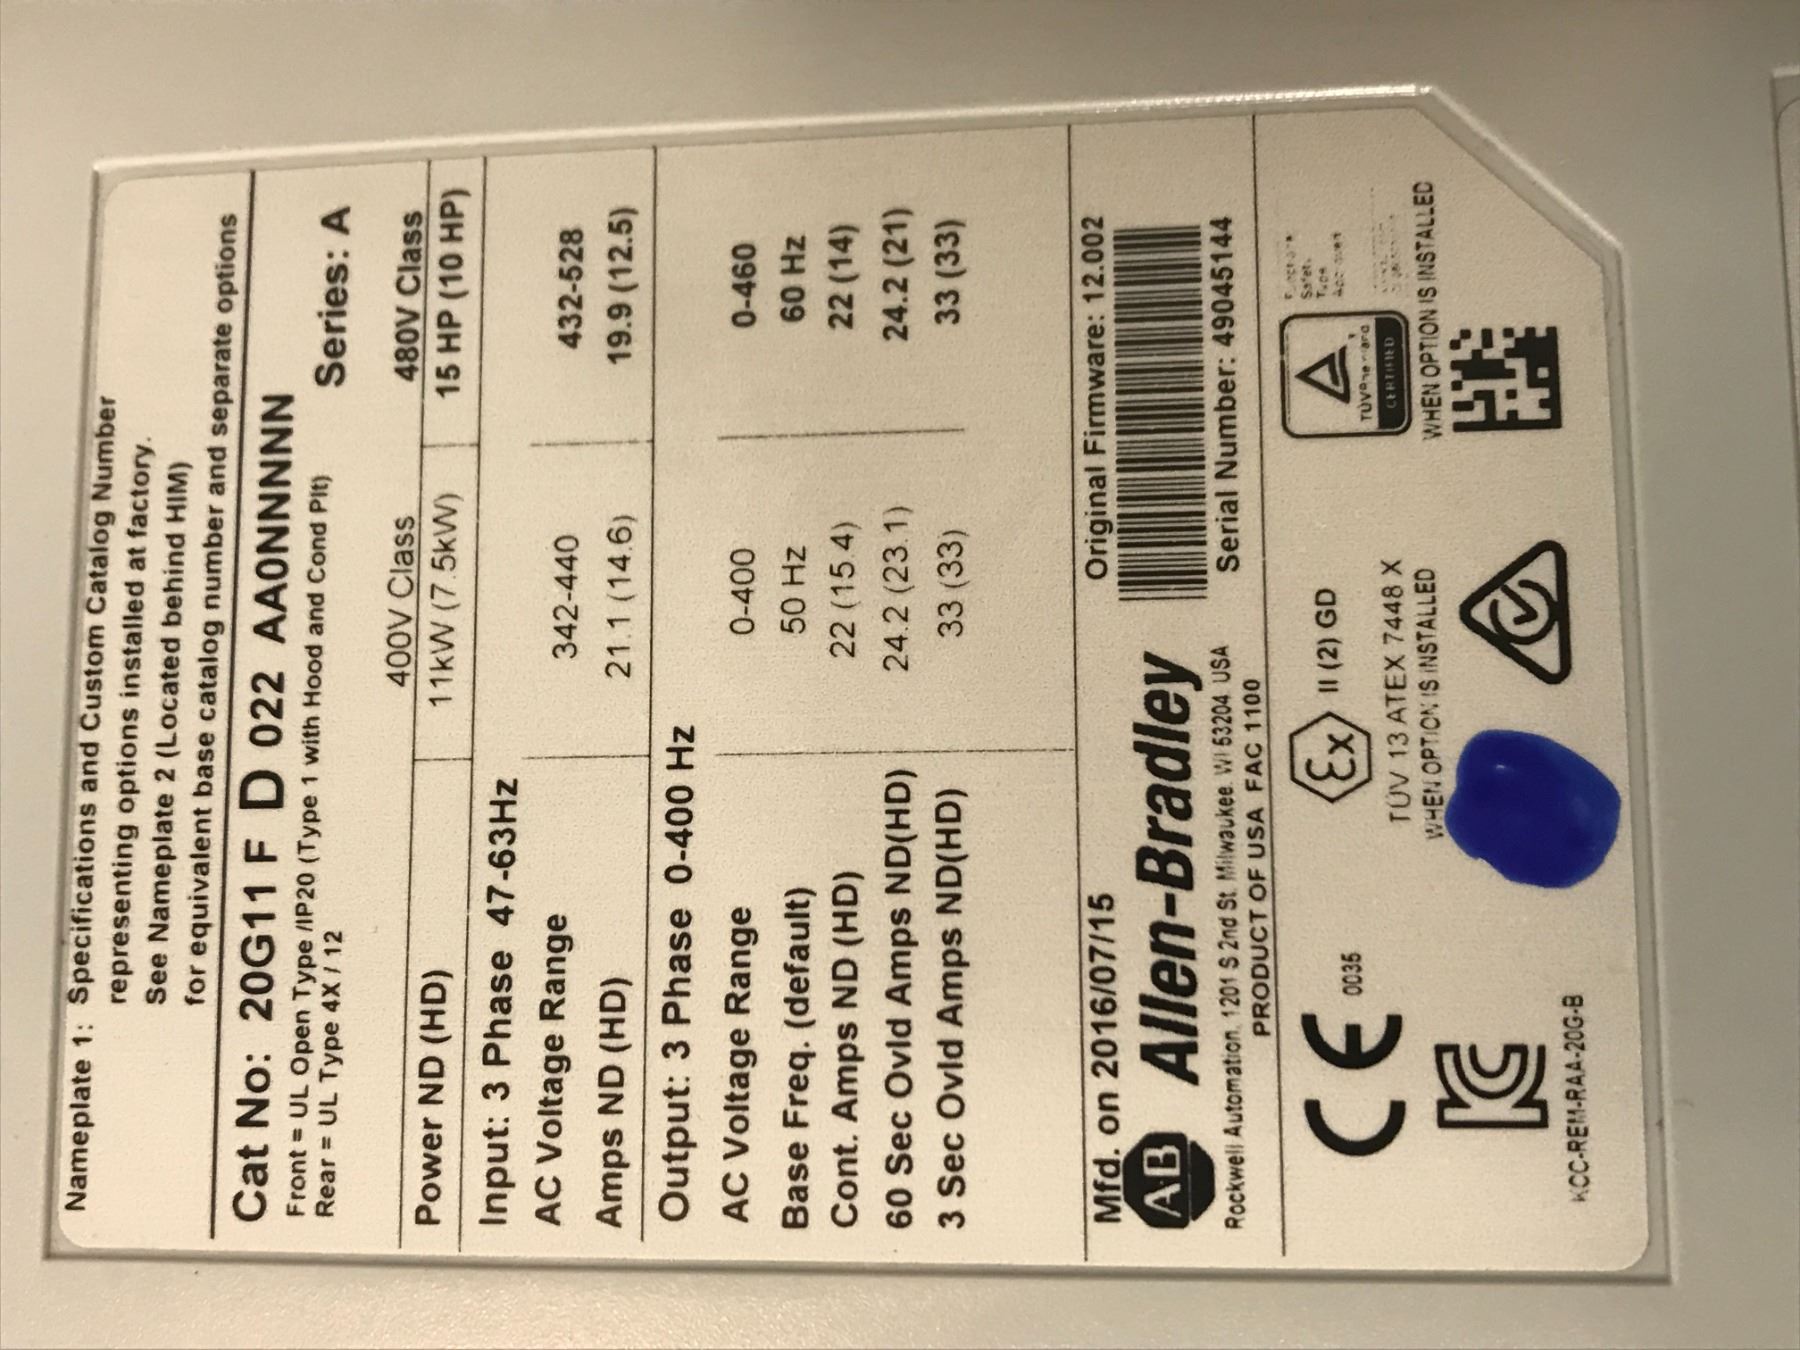 Nameplate 1: Specifications and Custom Catalog Number
representing options installed at factory.
See Nameplate 2 (Located behind HIM)
for equivalent base catalog number and separate options
Cat No: 20G11 F D 022 AA0NNNNN
Front = UL Open Type /IP20 (Type 1 with Hood and Cond Plt)
Rear = UL Type 4X / 12
Series: A
400V Class 480V Class
Power ND (HD) 11kW (7.5kW) 15 HP (10 HP)
Input: 3 Phase 47-63Hz
AC Voltage Range 342-440 432-528
Amps ND (HD) 21.1 (14.6) 19.9 (12.5)
Output: 3 Phase 0-400 Hz
AC Voltage Range 0-400 0-460
Base Freq. (default) 50 Hz 60 Hz
Cont. Amps ND (HD) 22 (15.4) 22 (14)
60 Sec Ovld Amps ND(HD) 24.2 (23.1) 24.2 (21)
3 Sec Ovld Amps ND(HD) 33 (33) 33 (33)
Mfd. on 2016/07/15 Original Firmware: 12.002
AB Allen-Bradley
Serial Number: 49045144
Rockwell Automation, 1201 S 2nd St. Milwaukee. WI 53204 USA
PRODUCT OF USA FAC 1100
CE 0035
Ex II (2) GD
TÜV 13 ATEX 7448 X
WHEN OPTION IS INSTALLED
TÜVRheinland
CERTIFIED
Safety
Type
WHEN OPTION IS INSTALLED
KC
KCC-REM-RAA-20G-B